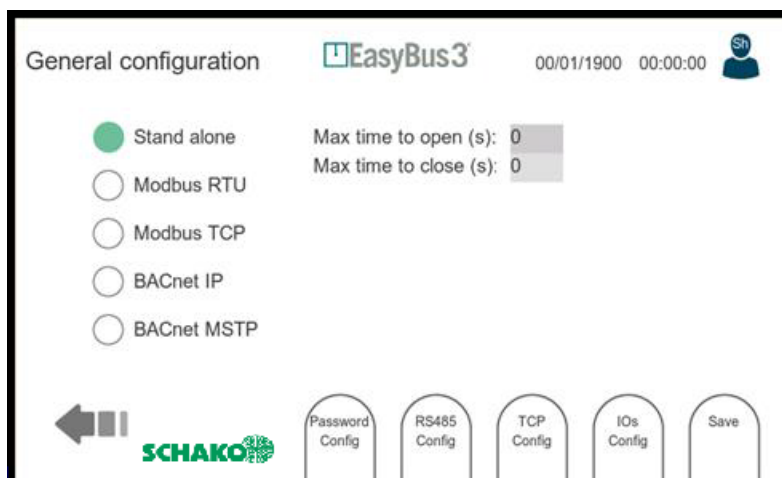 General configuration
EasyBus3
00/01/1900 00:00:00
Sh
Stand alone
Modbus RTU
Modbus TCP
BACnet IP
BACnet MSTP
Max time to open (s): 0
Max time to close (s): 0
SCHAKO
Password
Config
RS485
Config
TCP
Config
IOs
Config
Save